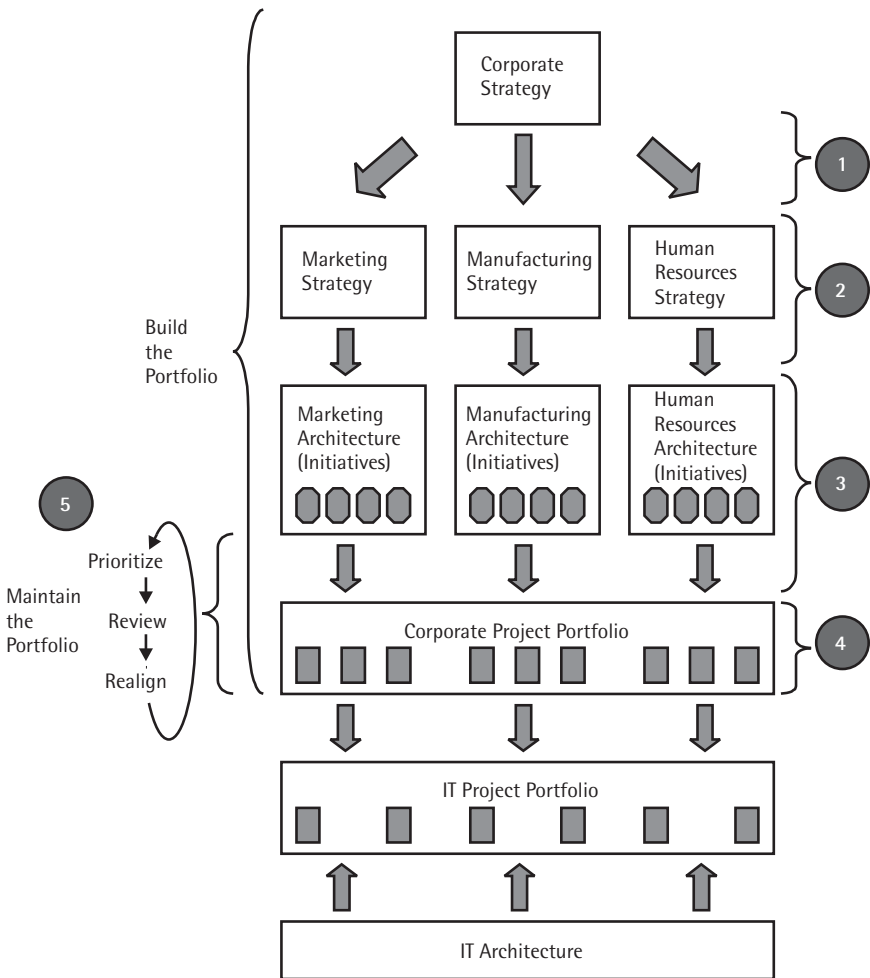 Corporate
Strategy
1
Marketing
Strategy
Manufacturing
Strategy
Human
Resources
Strategy
2
Build
the
Portfolio
Marketing
Architecture
(Initiatives)
Manufacturing
Architecture
(Initiatives)
Human
Resources
Architecture
(Initiatives)
3
5
Prioritize
Review
Realign
Maintain
the
Portfolio
Corporate Project Portfolio
4
IT Project Portfolio
IT Architecture